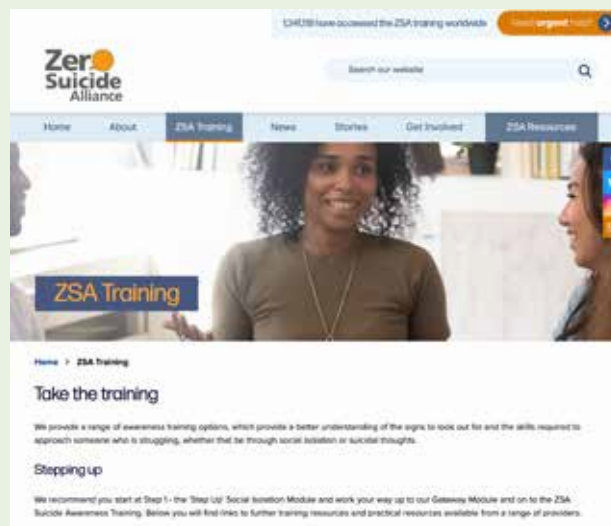 have accessed the ZSA training worldwide
Need urgent help?
Zero
Suicide
Alliance
Search our website
Home About ZSA Training News Stories Get Involved ZSA Resources
ZSA Training
Home > ZSA Training
Take the training
We provide a range of awareness training options, which provide a better understanding of the signs to look out for and the skills required to
approach someone who is struggling, whether that be through social isolation or suicidal thoughts.
Stepping up
We recommend you start at Step 1 - the 'Step Up' Social Isolation Module and work your way up to our Gateway Module and on to the ZSA
Suicide Awareness Training. Below you will find links to further training resources and practical resources available from a range of providers.